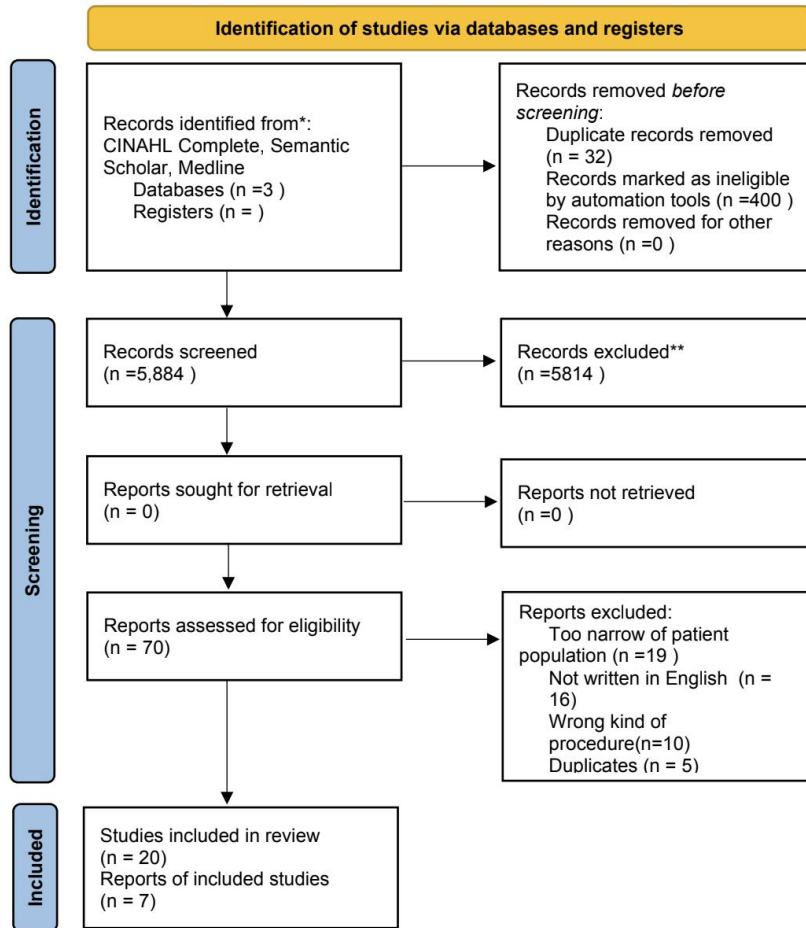 Identification of studies via databases and registers
Identification
Records identified from*:
CINAHL Complete, Semantic
Scholar, Medline
Databases (n =3 )
Registers (n = )
Records removed before
screening:
Duplicate records removed
(n = 32)
Records marked as ineligible
by automation tools (n =400 )
Records removed for other
reasons (n =0 )
Screening
Records screened
(n =5,884 )
Records excluded**
(n =5814 )
Reports sought for retrieval
(n = 0)
Reports not retrieved
(n =0 )
Reports assessed for eligibility
(n = 70)
Reports excluded:
Too narrow of patient
population (n =19 )
Not written in English (n =
16)
Wrong kind of
procedure(n=10)
Duplicates (n = 5)
Included
Studies included in review
(n = 20)
Reports of included studies
(n = 7)